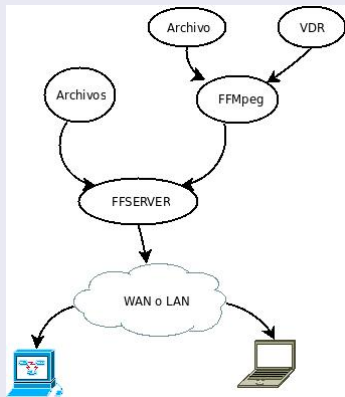 Archivo
VDR
Archivos
FFMpeg
FFSERVER
WAN o LAN